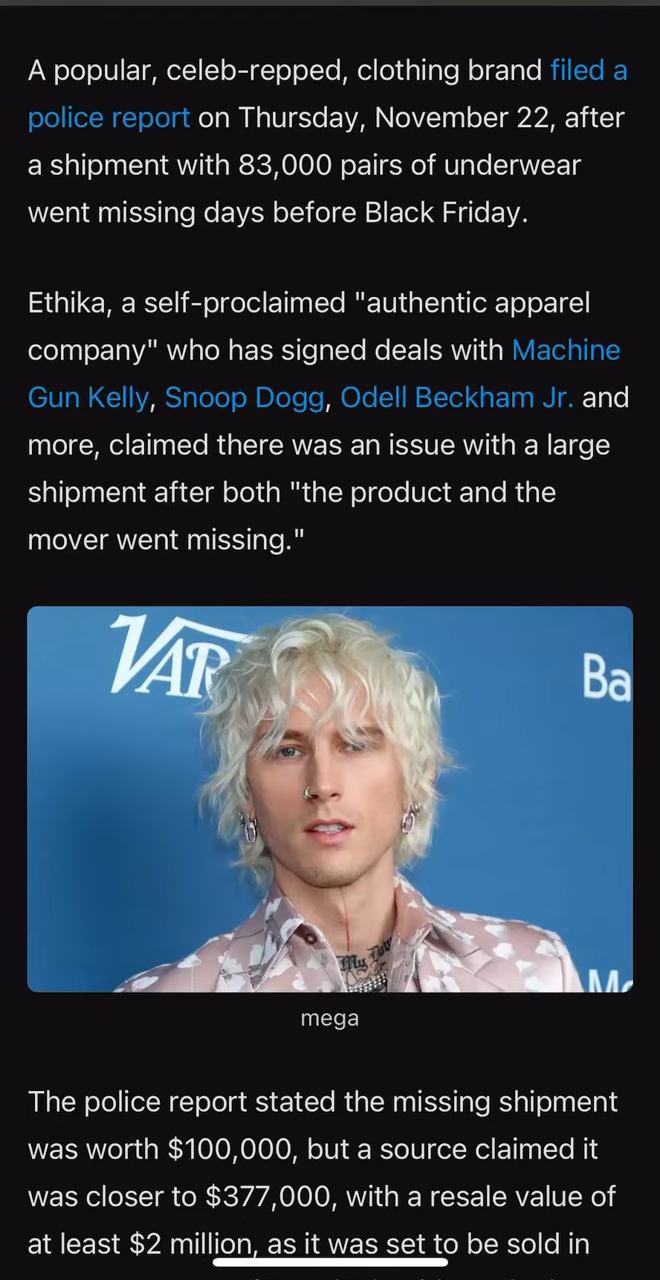 A popular, celeb-repped, clothing brand filed a
police report on Thursday, November 22, after
a shipment with 83,000 pairs of underwear
went missing days before Black Friday.
Ethika, a self-proclaimed "authentic apparel
company" who has signed deals with Machine
Gun Kelly, Snoop Dogg, Odell Beckham Jr. and
more, claimed there was an issue with a large
shipment after both "the product and the
mover went missing."
VAR
Ba
My
Mo
mega
The police report stated the missing shipment
was worth $100,000, but a source claimed it
was closer to $377,000, with a resale value of
at least $2 million, as it was set to be sold in